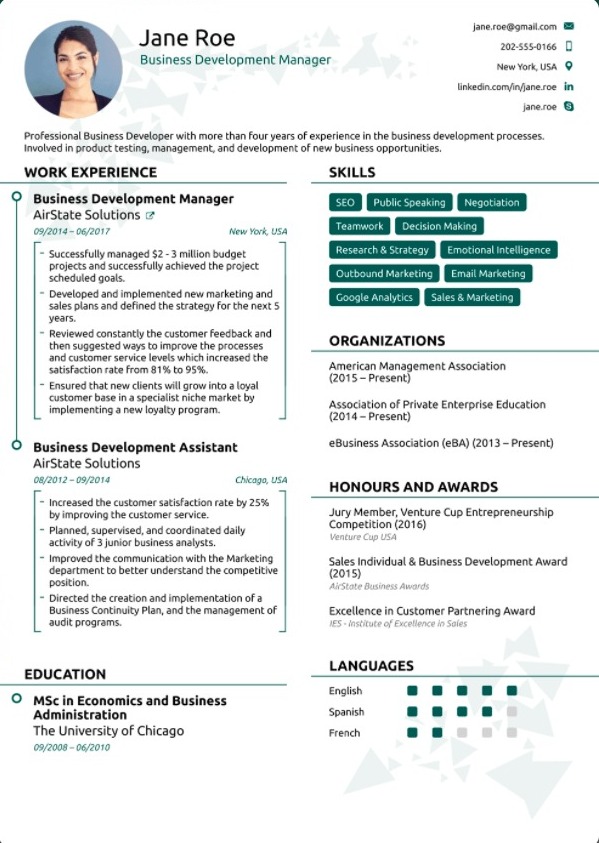 Jane Roe
Business Development Manager
jane.roe@gmail.com
202-555-0166
New York, USA
linkedin.com/in/jane.roe
in
jane.roe
S
Professional Business Developer with more than four years of experience in the business development processes.
Involved in product testing, management, and development of new business opportunities.
WORK EXPERIENCE
Business Development Manager
AirState Solutions
09/2014 – 06/2017
New York, USA
- Successfully managed $2 - 3 million budget
projects and successfully achieved the project
scheduled goals.
- Developed and implemented new marketing and
sales plans and defined the strategy for the next 5
years.
- Reviewed constantly the customer feedback and
then suggested ways to improve the processes
and customer service levels which increased the
satisfaction rate from 81% to 95%.
- Ensured that new clients will grow into a loyal
customer base in a specialist niche market by
implementing a new loyalty program.
Business Development Assistant
AirState Solutions
08/2012 – 09/2014
Chicago, USA
- Increased the customer satisfaction rate by 25%
by improving the customer service.
- Planned, supervised, and coordinated daily
activity of 3 junior business analysts.
- Improved the communication with the Marketing
department to better understand the competitive
position.
- Directed the creation and implementation of a
Business Continuity Plan, and the management of
audit programs.
EDUCATION
MSc in Economics and Business
Administration
The University of Chicago
09/2008 – 06/2010
SKILLS
SEO Public Speaking Negotiation
Teamwork Decision Making
Research & Strategy Emotional Intelligence
Outbound Marketing Email Marketing
Google Analytics Sales & Marketing
ORGANIZATIONS
American Management Association
(2015 – Present)
Association of Private Enterprise Education
(2014 – Present)
eBusiness Association (eBA) (2013 – Present)
HONOURS AND AWARDS
Jury Member, Venture Cup Entrepreneurship
Competition (2016)
Venture Cup USA
Sales Individual & Business Development Award
(2015)
AirState Business Awards
Excellence in Customer Partnering Award
IES - Institute of Excellence in Sales
LANGUAGES
English
Spanish
French